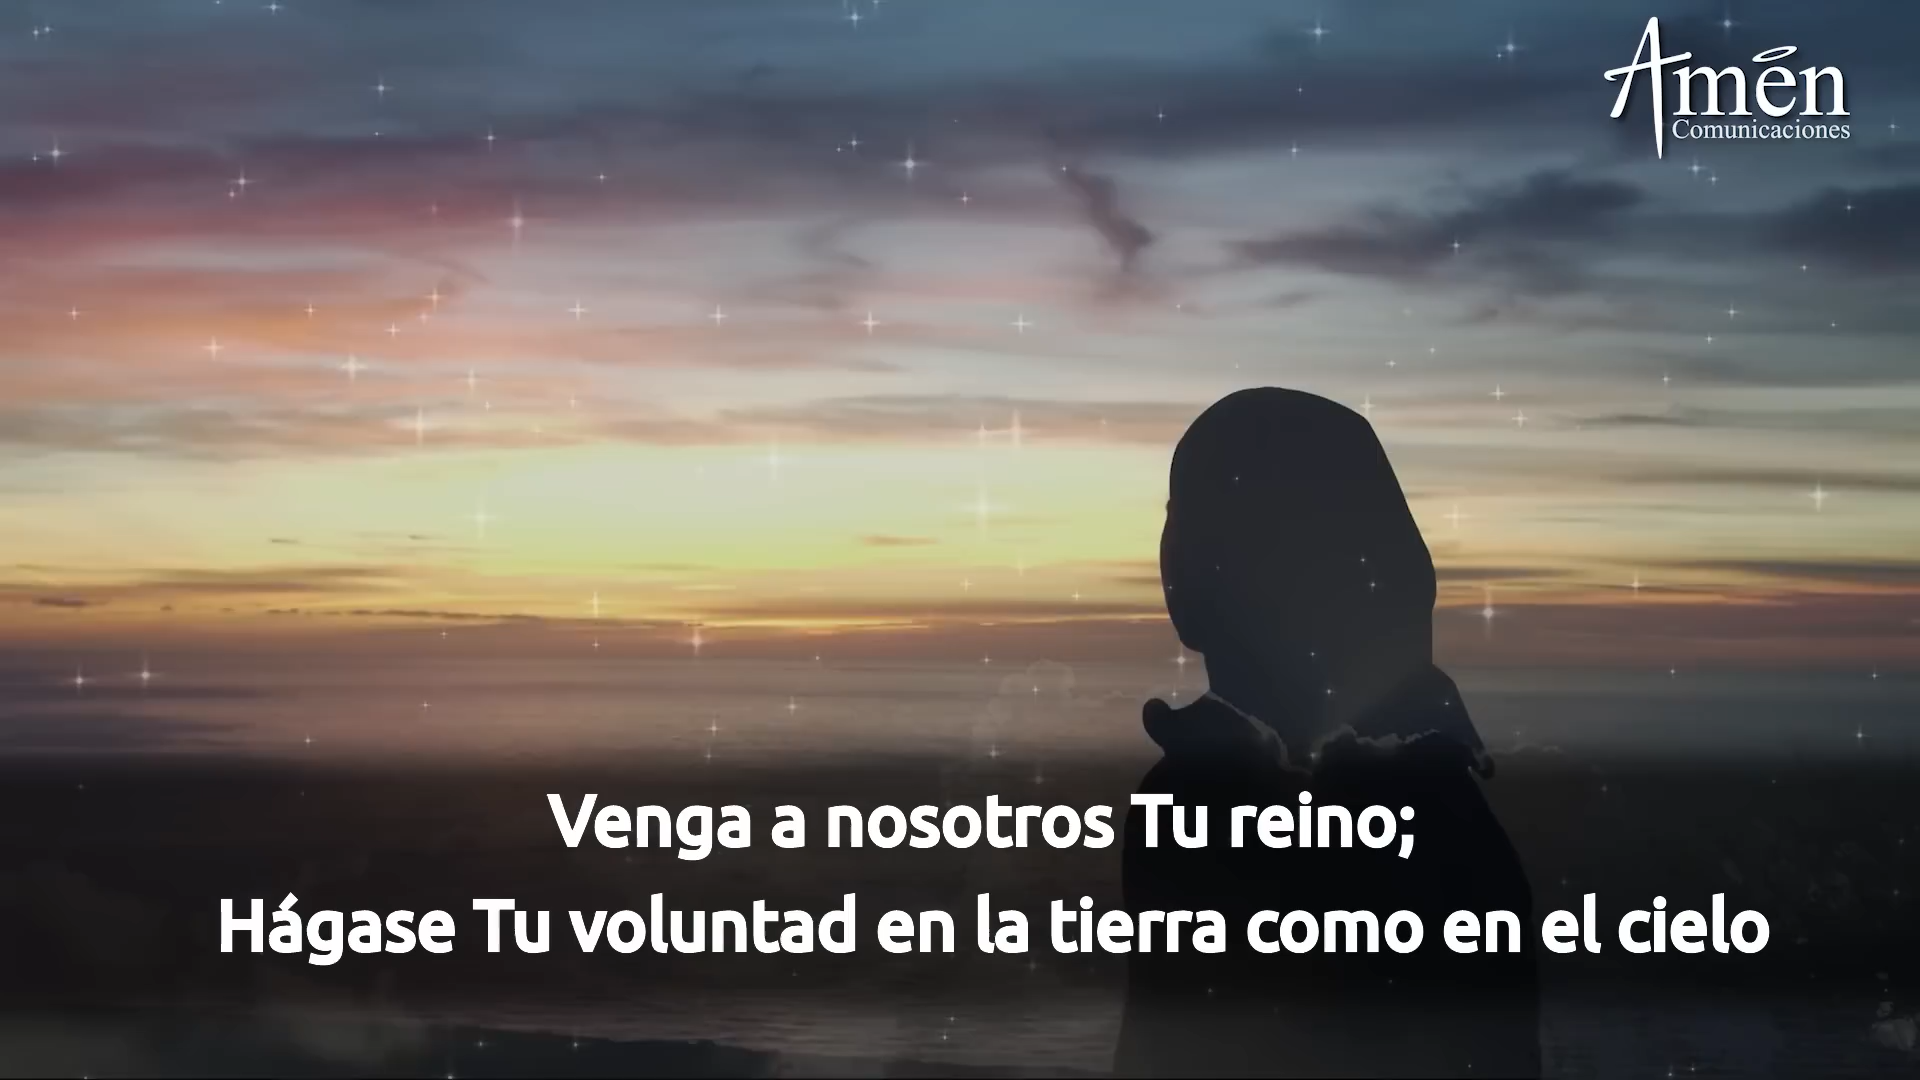 Amén
Comunicaciones
Venga a nosotros Tu reino;
Hágase Tu voluntad en la tierra como en el cielo